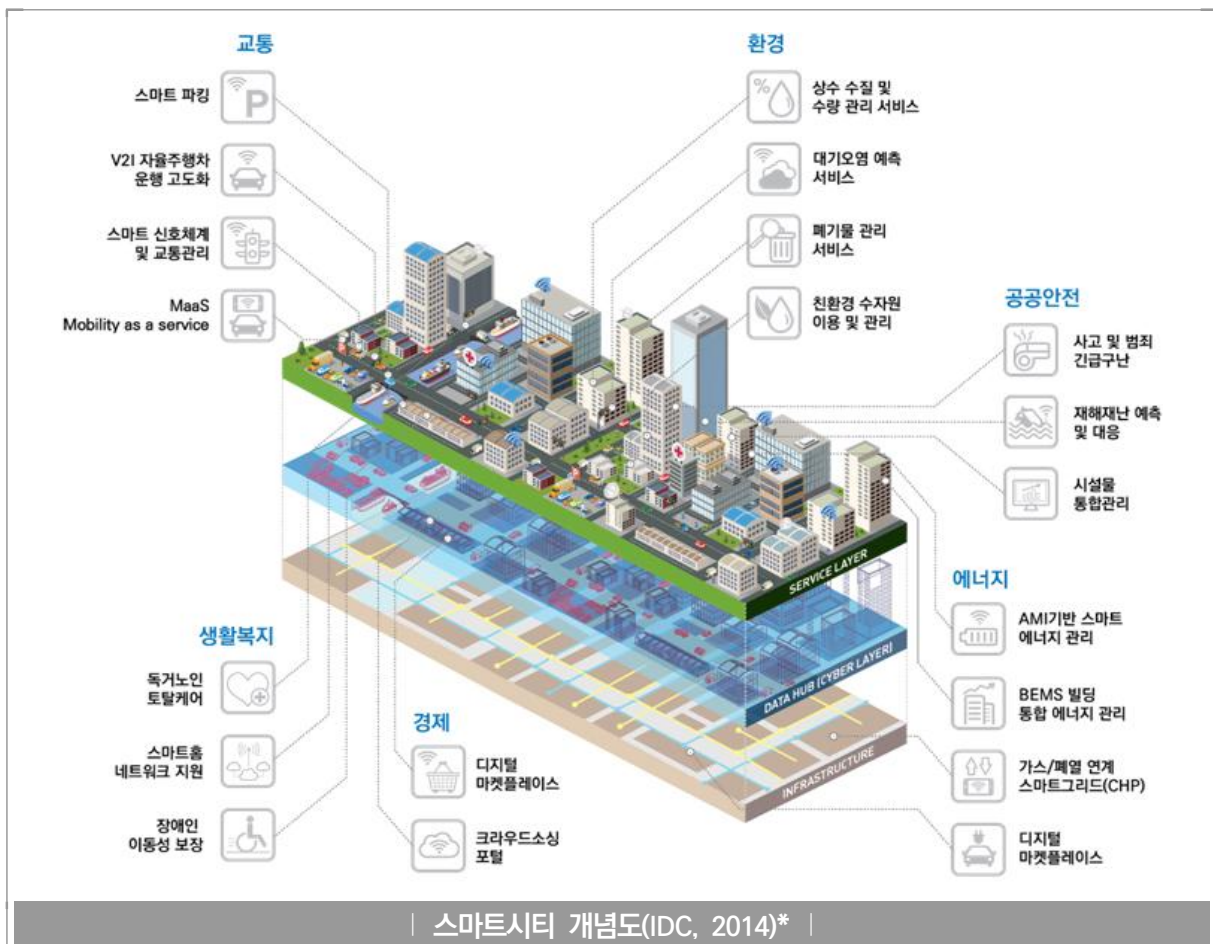 교통
스마트 파킹
V2I 자율주행차
운행 고도화
스마트 신호체계
및 교통관리
MaaS
Mobility as a service
환경
상수 수질 및
수량 관리 서비스
대기오염 예측
서비스
폐기물 관리
서비스
친환경 수자원
이용 및 관리
공공안전
사고 및 범죄
긴급구난
재해재난 예측
및 대응
시설물
통합관리
SERVICE LAYER
DATA HUB (CYBER LAYER)
INFRASTRUCTURE
에너지
AMI기반 스마트
에너지 관리
BEMS 빌딩
통합 에너지 관리
가스/폐열 연계
스마트그리드(CHP)
디지털
마켓플레이스
생활복지
독거노인
토탈케어
스마트홈
네트워크 지원
장애인
이동성 보장
경제
디지털
마켓플레이스
크라우드소싱
포털
| 스마트시티 개념도(IDC, 2014)* |